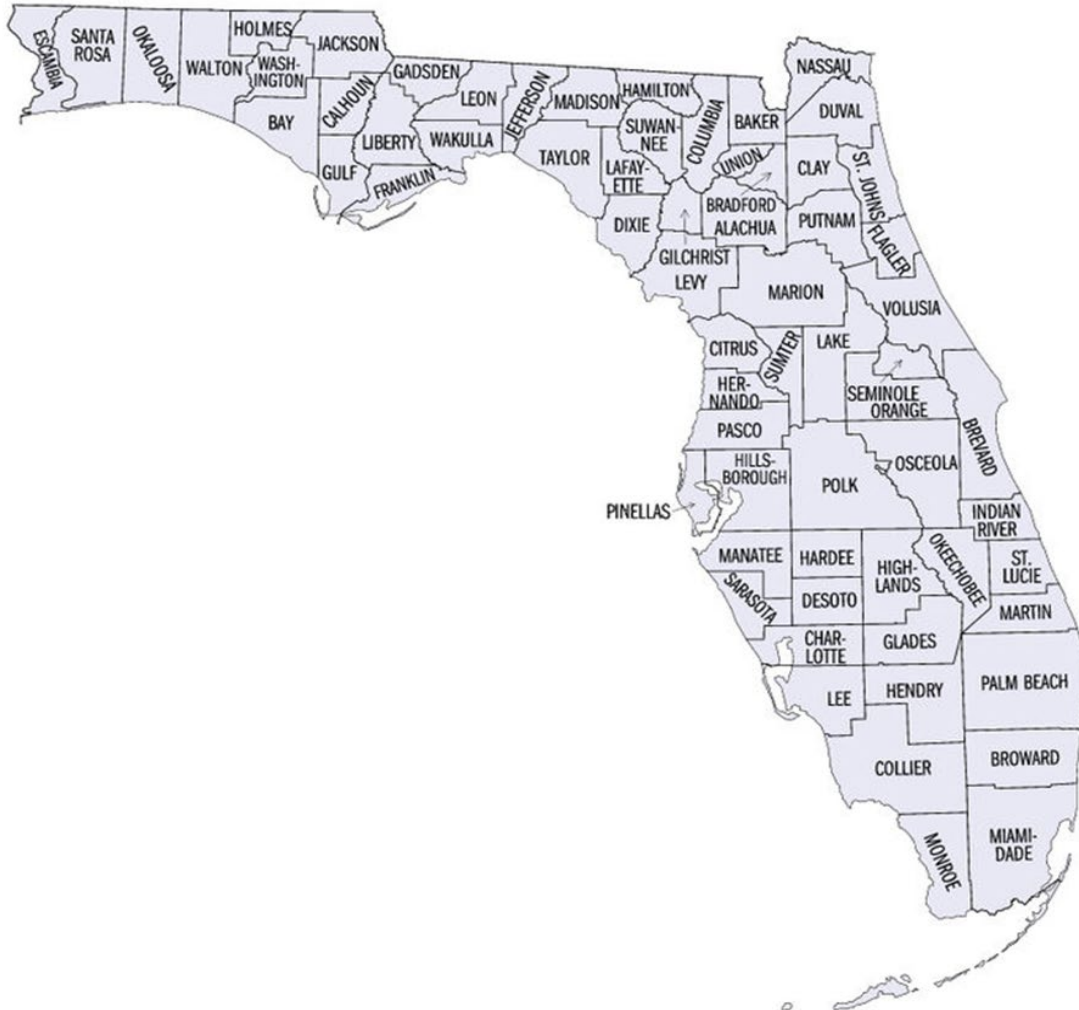 ESCAMBIA
SANTA
ROSA
OKALOOSA
WALTON
HOLMES
WASH-
INGTON
JACKSON
BAY
CALHOUN
GULF
GADSDEN
LIBERTY
FRANKLIN
LEON
WAKULLA
JEFFERSON
MADISON
TAYLOR
HAMILTON
SUWAN-
NEE
LAFAY-
ETTE
DIXIE
COLUMBIA
BAKER
UNION
BRADFORD
ALACHUA
GILCHRIST
LEVY
NASSAU
DUVAL
CLAY
ST. JOHNS
PUTNAM
FLAGLER
MARION
VOLUSIA
CITRUS
SUMTER
LAKE
HER-
NANDO
SEMINOLE
ORANGE
PASCO
BREVARD
HILLS-
BOROUGH
PINELLAS
POLK
OSCEOLA
INDIAN
RIVER
MANATEE
HARDEE
HIGH-
LANDS
OKEECHOBEE
ST.
LUCIE
SARASOTA
DESOTO
MARTIN
CHAR-
LOTTE
GLADES
LEE
HENDRY
PALM BEACH
COLLIER
BROWARD
MONROE
MIAMI-
DADE